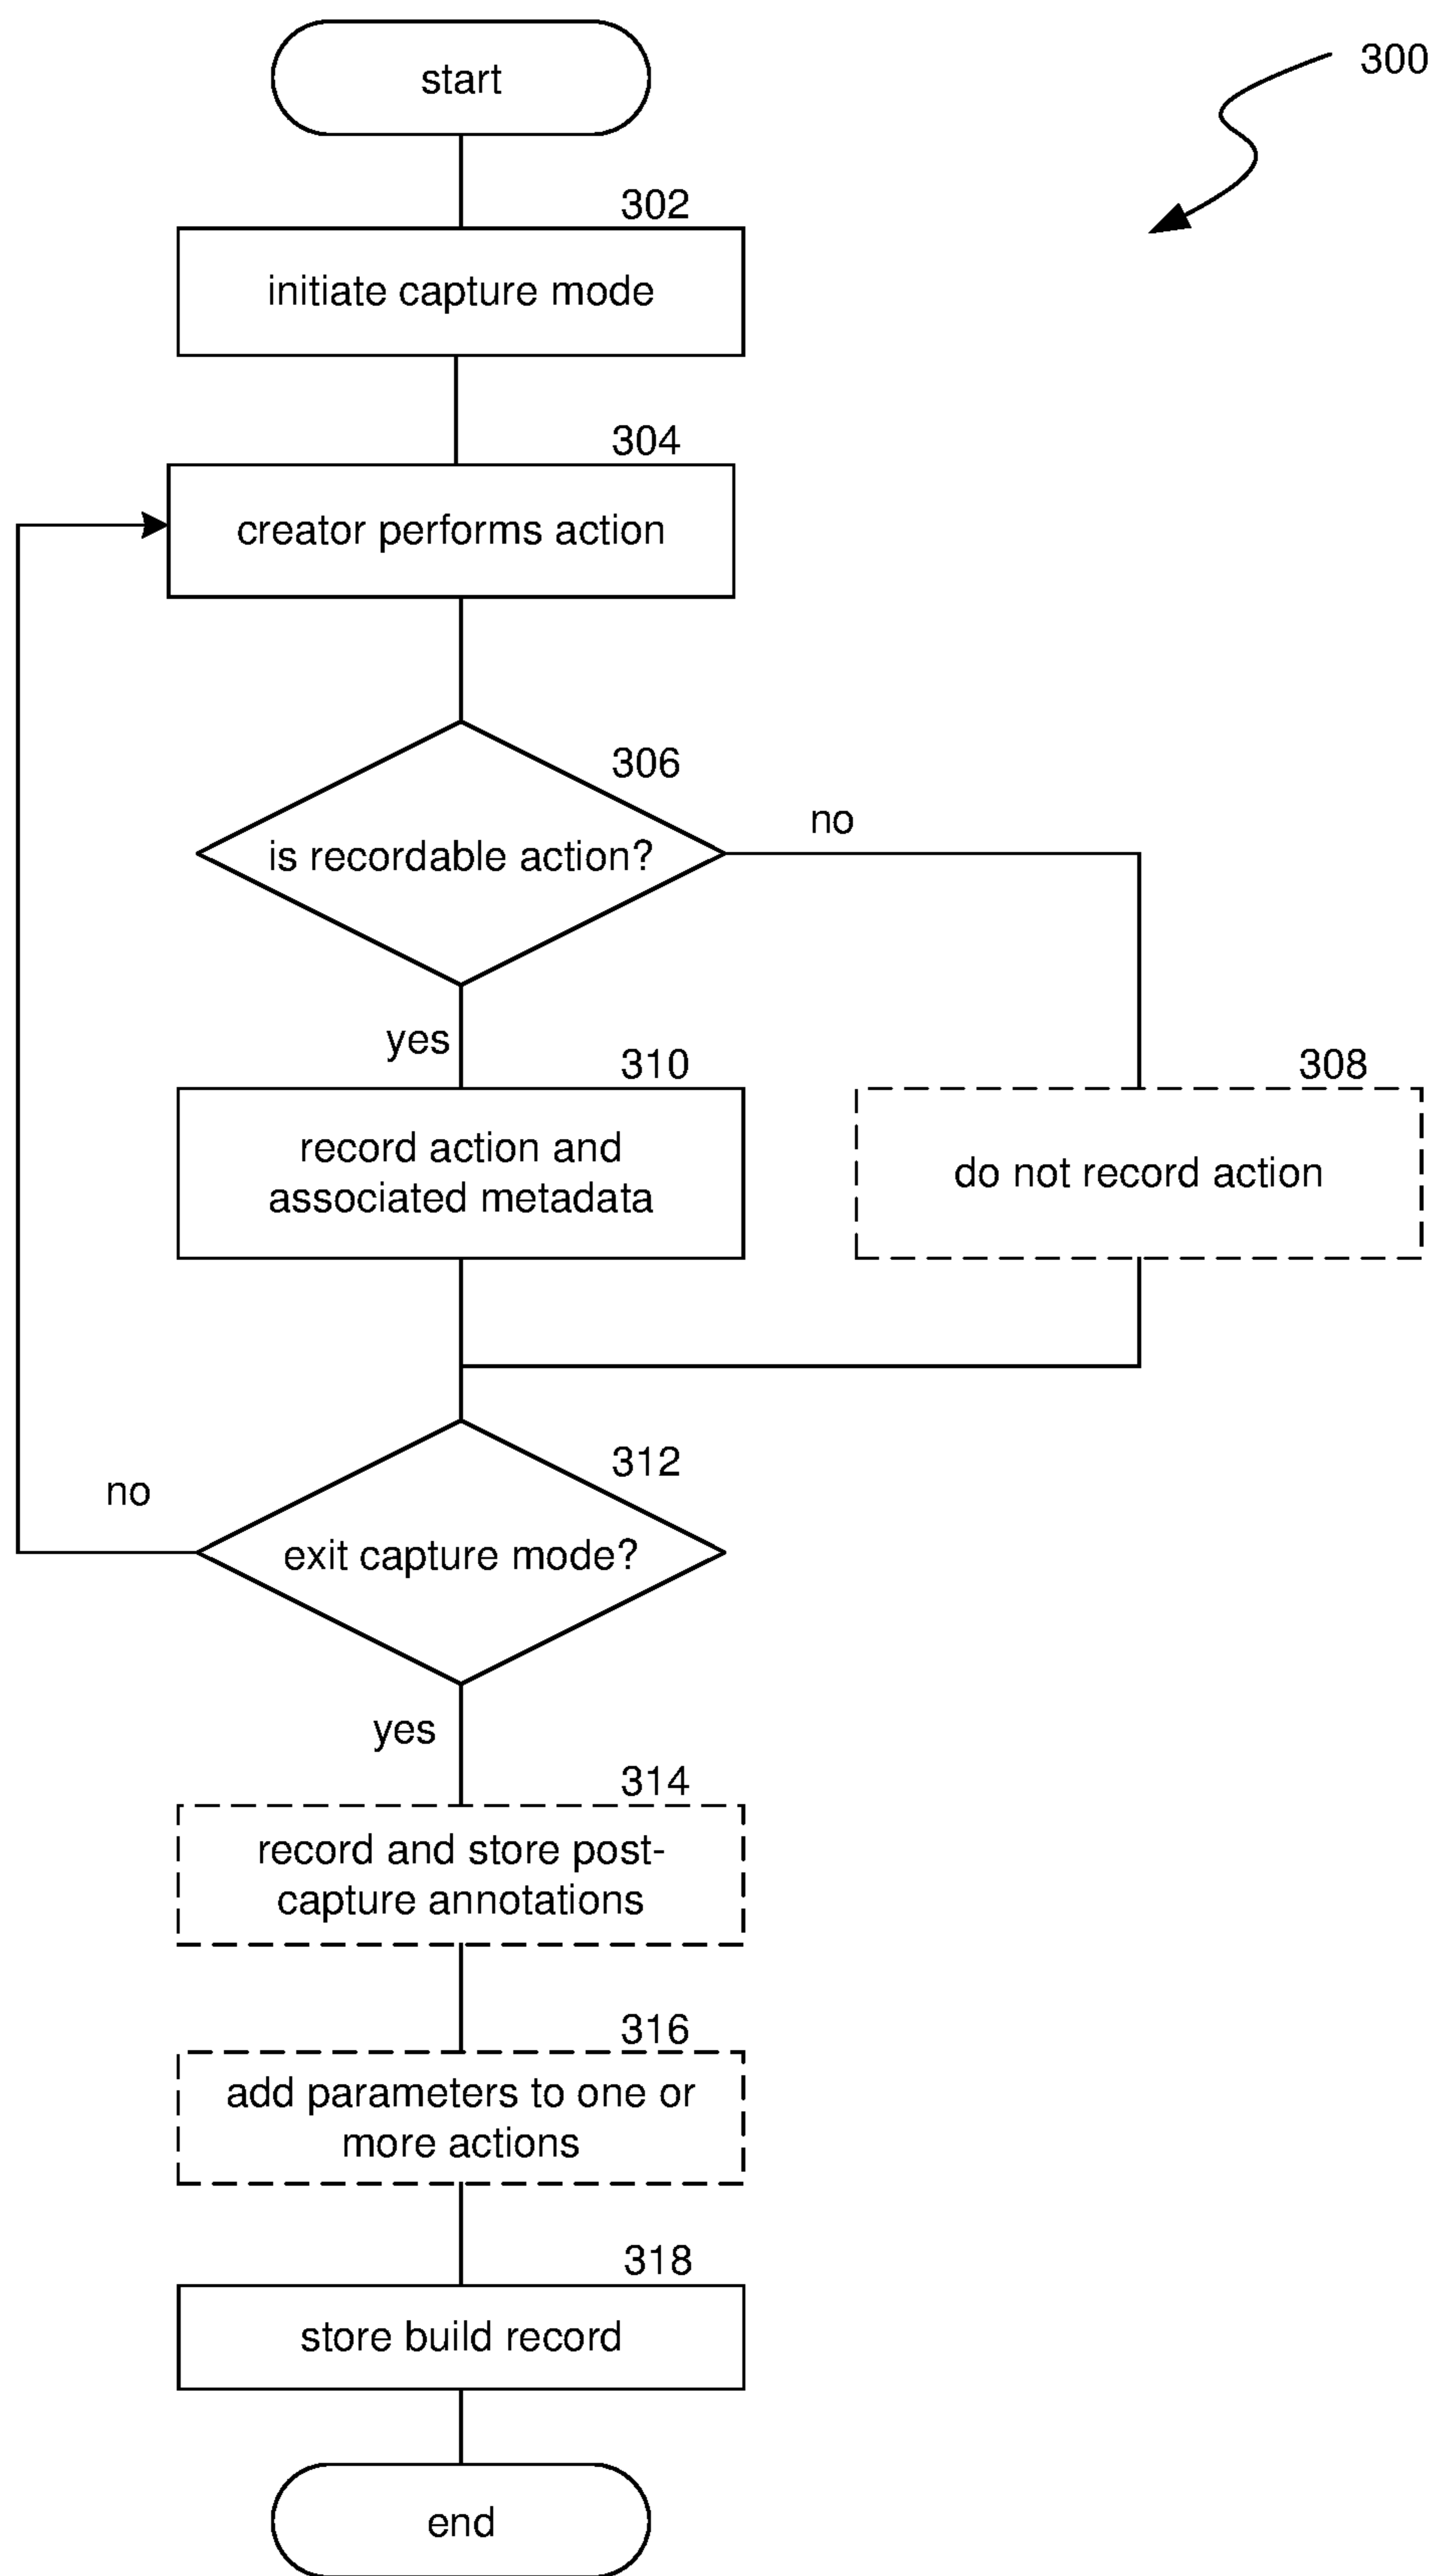 start
300
302
initiate capture mode
304
creator performs action
306
is recordable action?
no
yes
310
record action and
associated metadata
308
do not record action
312
exit capture mode?
no
yes
314
record and store post-
capture annotations
316
add parameters to one or
more actions
318
store build record
end